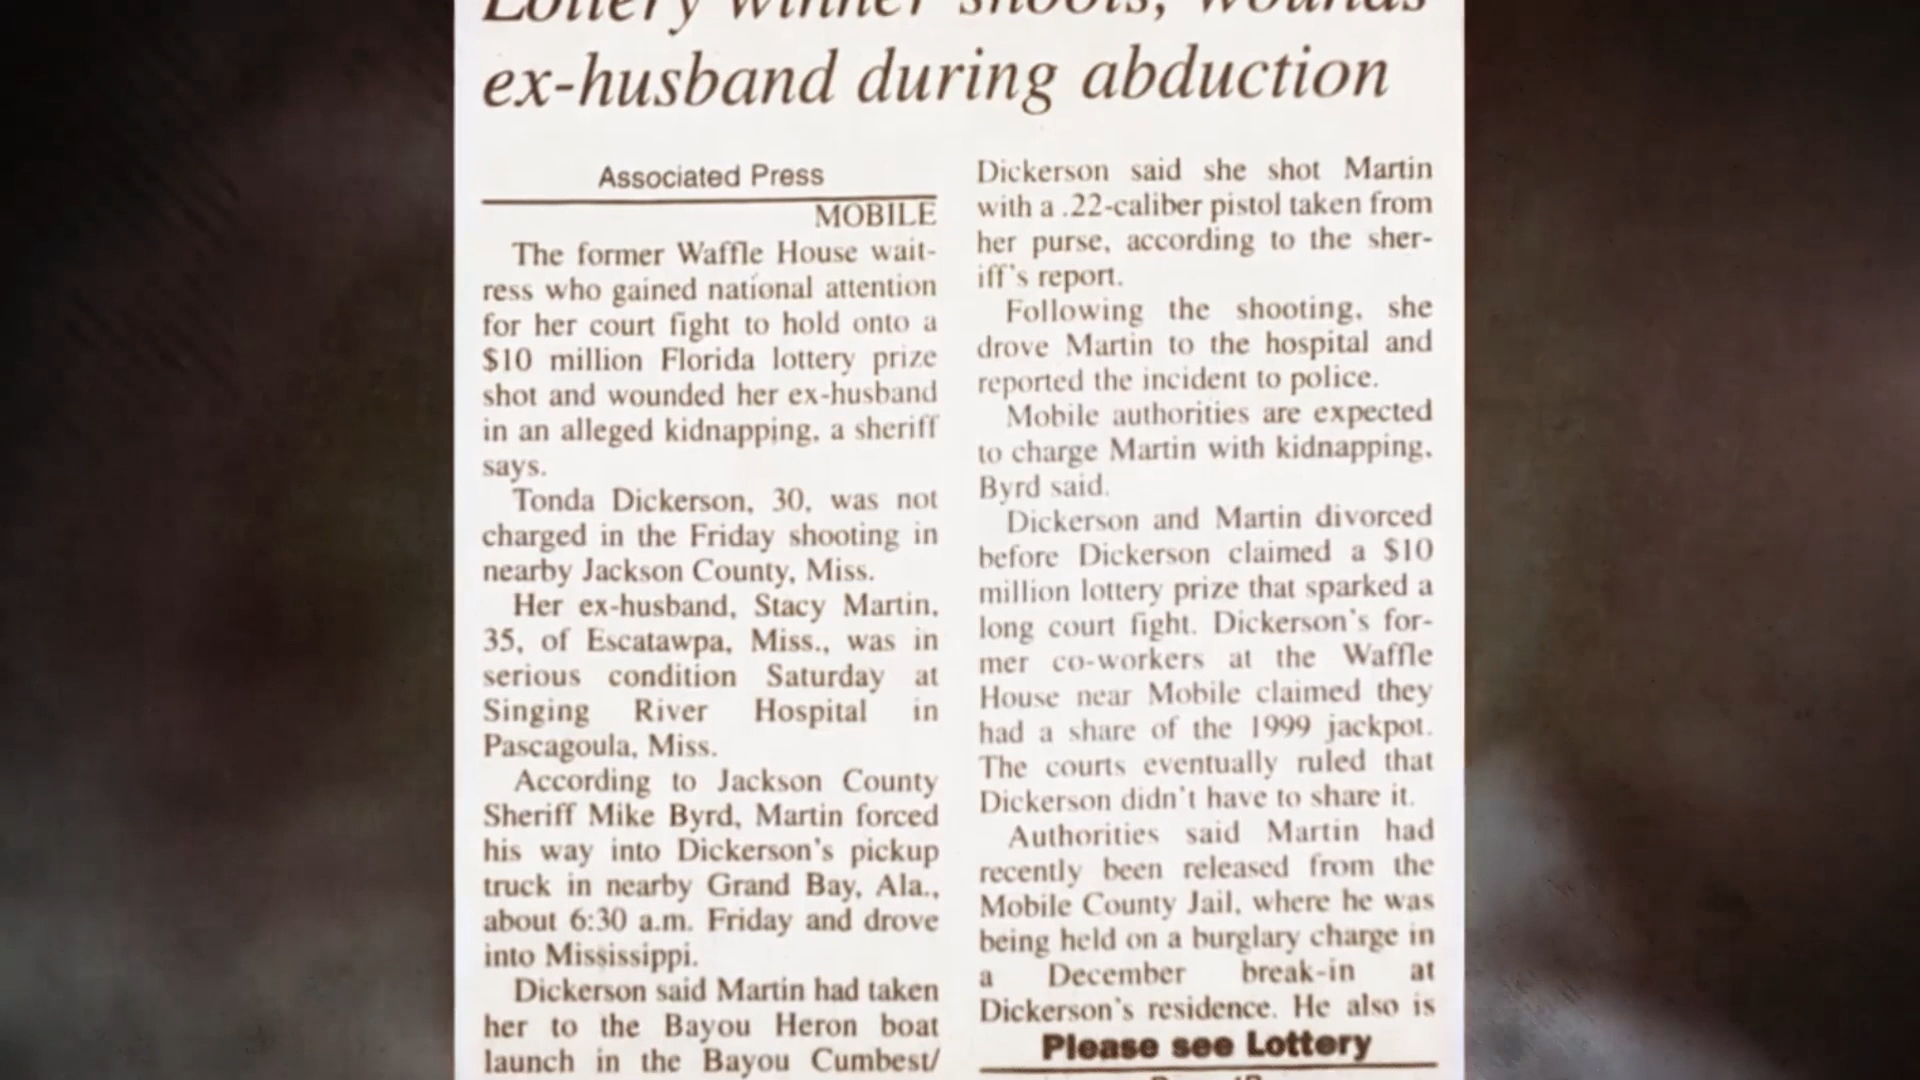 Lottery winner shoots, wounds
ex-husband during abduction
Associated Press
MOBILE
The former Waffle House wait-
ress who gained national attention
for her court fight to hold onto a
$10 million Florida lottery prize
shot and wounded her ex-husband
in an alleged kidnapping, a sheriff
says.
Tonda Dickerson, 30, was not
charged in the Friday shooting in
nearby Jackson County, Miss.
Her ex-husband, Stacy Martin,
35, of Escatawpa, Miss., was in
serious condition Saturday at
Singing River Hospital in
Pascagoula, Miss.
According to Jackson County
Sheriff Mike Byrd, Martin forced
his way into Dickerson's pickup
truck in nearby Grand Bay, Ala.,
about 6:30 a.m. Friday and drove
into Mississippi.
Dickerson said Martin had taken
her to the Bayou Heron boat
launch in the Bayou Cumbest/
Dickerson said she shot Martin
with a .22-caliber pistol taken from
her purse, according to the sher-
iff's report.
Following the shooting, she
drove Martin to the hospital and
reported the incident to police.
Mobile authorities are expected
to charge Martin with kidnapping,
Byrd said.
Dickerson and Martin divorced
before Dickerson claimed a $10
million lottery prize that sparked a
long court fight. Dickerson's for-
mer co-workers at the Waffle
House near Mobile claimed they
had a share of the 1999 jackpot.
The courts eventually ruled that
Dickerson didn't have to share it.
Authorities said Martin had
recently been released from the
Mobile County Jail, where he was
being held on a burglary charge in
a December break-in at
Dickerson's residence. He also is
Please see Lottery